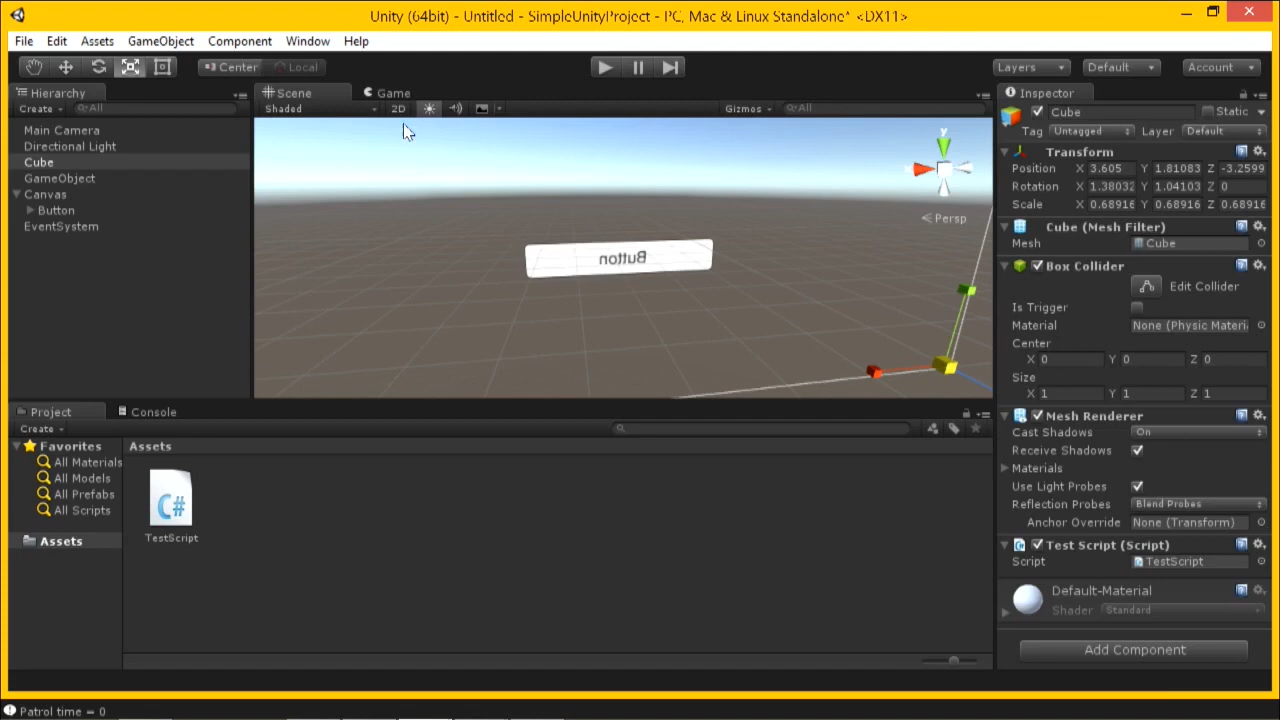 Unity (64bit) - Untitled - SimpleUnityProject - PC, Mac & Linux Standalone* <DX11>
File Edit Assets GameObject Component Window Help
Center Local Layers Default Account
Hierarchy
Create All
Main Camera
Directional Light
Cube
GameObject
Canvas
Button
EventSystem
Scene Game
Shaded 2D Gizmos All
Y
Persp
Button
Inspector
Cube Static
Tag Untagged Layer Default
Transform
Position X 3.605 Y 1.81083 Z -3.2599
Rotation X 1.38032 Y 1.04103 Z 0
Scale X 0.68916 Y 0.68916 Z 0.68916
Cube (Mesh Filter)
Mesh Cube
Box Collider
Edit Collider
Is Trigger
Material None (Physic Materi
Center
X 0 Y 0 Z 0
Size
X 1 Y 1 Z 1
Mesh Renderer
Cast Shadows On
Receive Shadows
Materials
Use Light Probes
Reflection Probes Blend Probes
Anchor Override None (Transform)
Test Script (Script)
Script TestScript
Default-Material
Shader Standard
Add Component
Project Console
Create
Favorites
All Materials
All Models
All Prefabs
All Scripts
Assets
Assets
C#
TestScript
Patrol time = 0